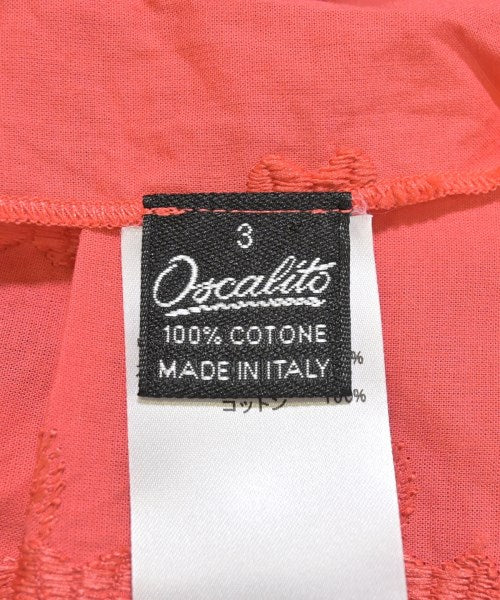 3
Oscalito
100% COTONE
MADE IN ITALY
%
コットン 100%